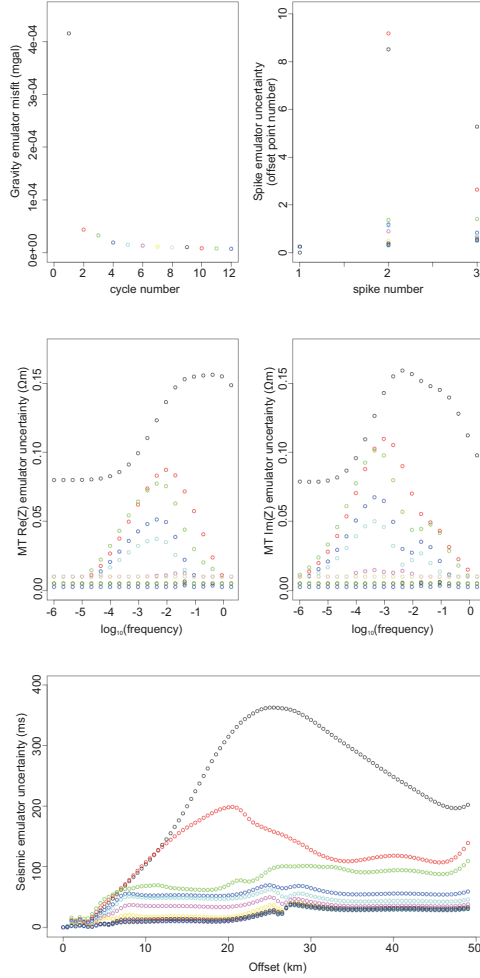 Gravity emulator misfit (mgal)
4e-04
3e-04
2e-04
1e-04
0e+00
0 2 4 6 8 10 12
cycle number
Spike emulator uncertainty
(offset point number)
10
8
6
4
2
0
1 2 3
spike number
MT Re(Z) emulator uncertainty (Ωm)
0.15
0.10
0.05
0.00
-6 -5 -4 -3 -2 -1 0
log₁₀(frequency)
MT Im(Z) emulator uncertainty (Ωm)
0.15
0.10
0.05
0.00
-6 -5 -4 -3 -2 -1 0
log₁₀(frequency)
Seismic emulator uncertainty (ms)
400
300
200
100
0
0 10 20 30 40 50
Offset (km)